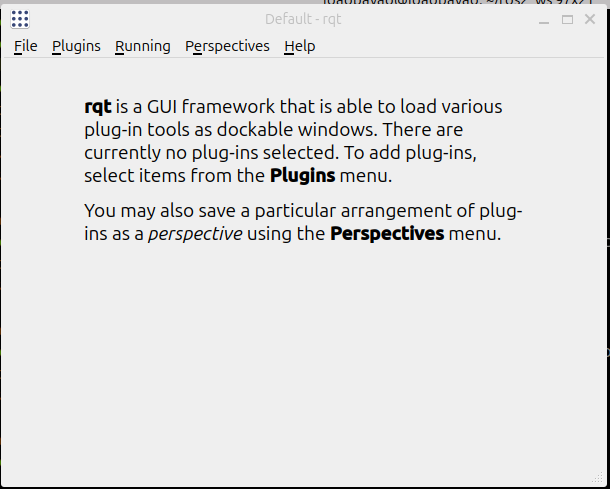 Default - rqt
File Plugins Running Perspectives Help
rqt is a GUI framework that is able to load various
plug-in tools as dockable windows. There are
currently no plug-ins selected. To add plug-ins,
select items from the Plugins menu.
You may also save a particular arrangement of plug-
ins as a perspective using the Perspectives menu.